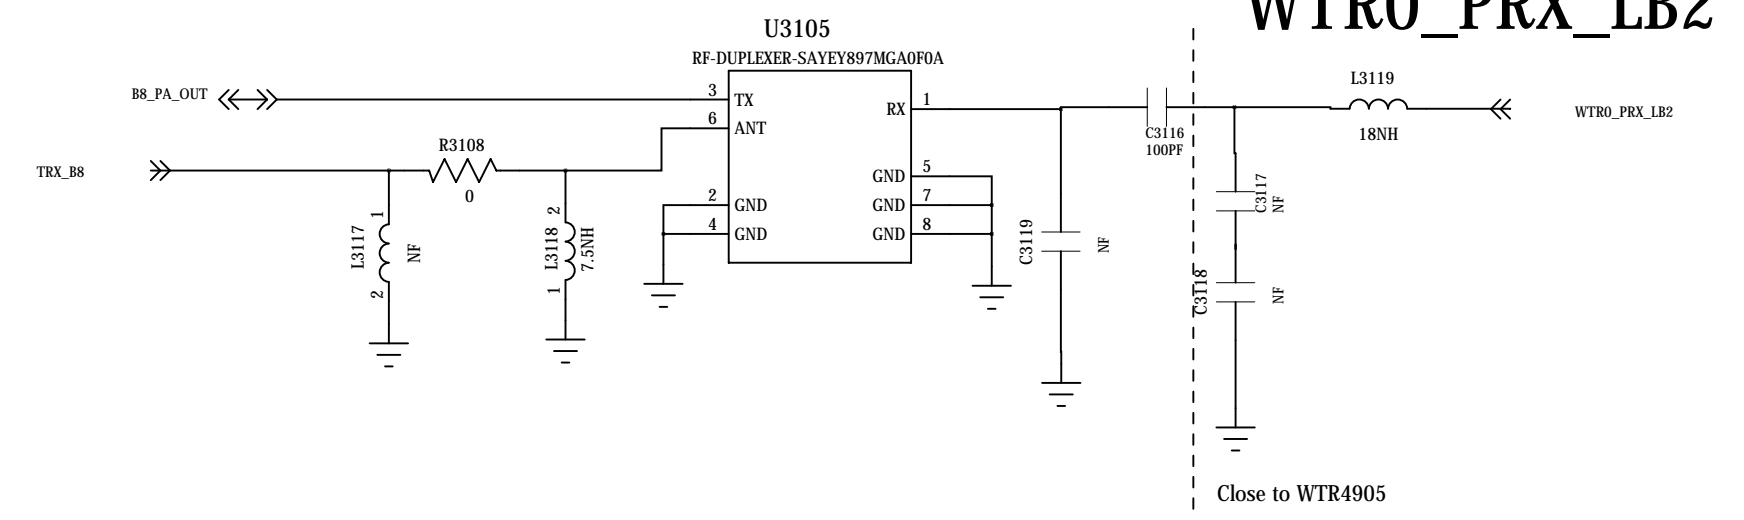 WTR0_PRX_LB2
U3105
RF-DUPLEXER-SAYEY897MGA0F0A
B8_PA_OUT
3
TX
6
ANT
RX
1
L3119
18NH
WTR0_PRX_LB2
C3116
100PF
R3108
0
TRX_B8
GND
5
2
GND
GND
7
4
GND
GND
8
L3117
1
2
NF
L3118
2
1
7.5NH
C3119
NF
C3117
NF
C3118
NF
Close to WTR4905